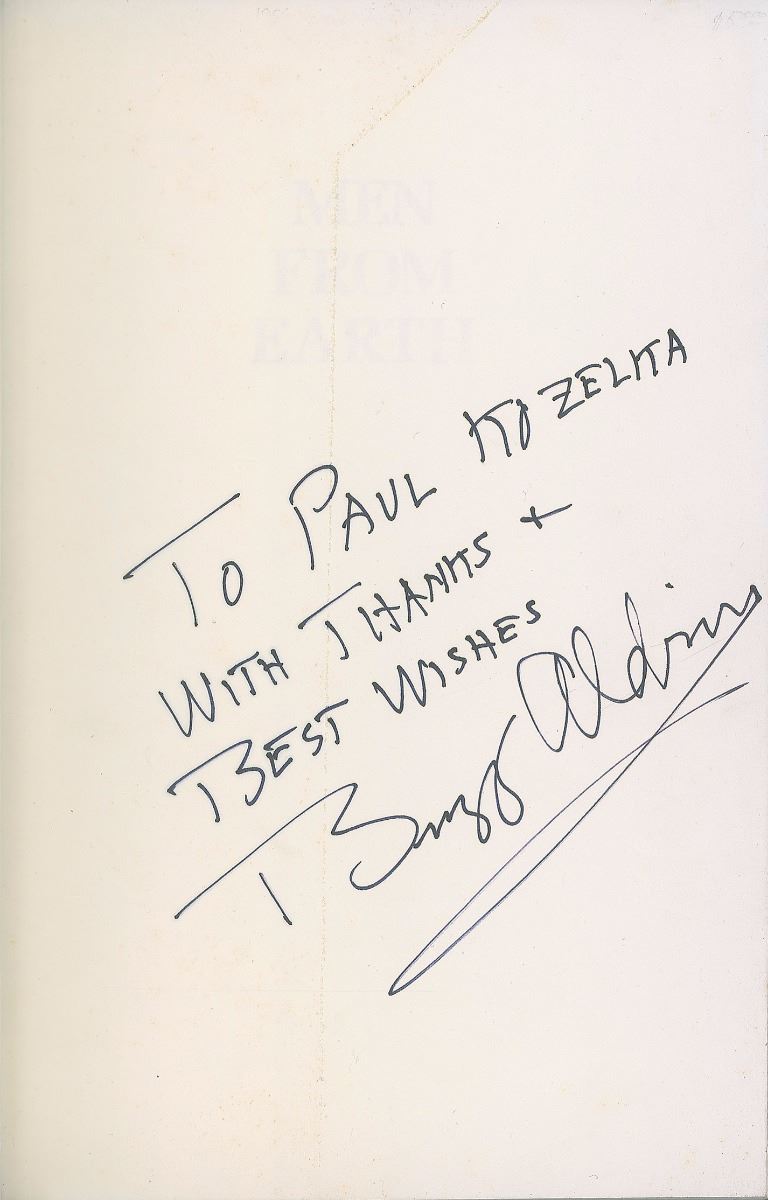 MEN
FROM
EARTH
To PAUL KOZELKA
WITH THANKS +
BEST WISHES
Buzz Aldrin